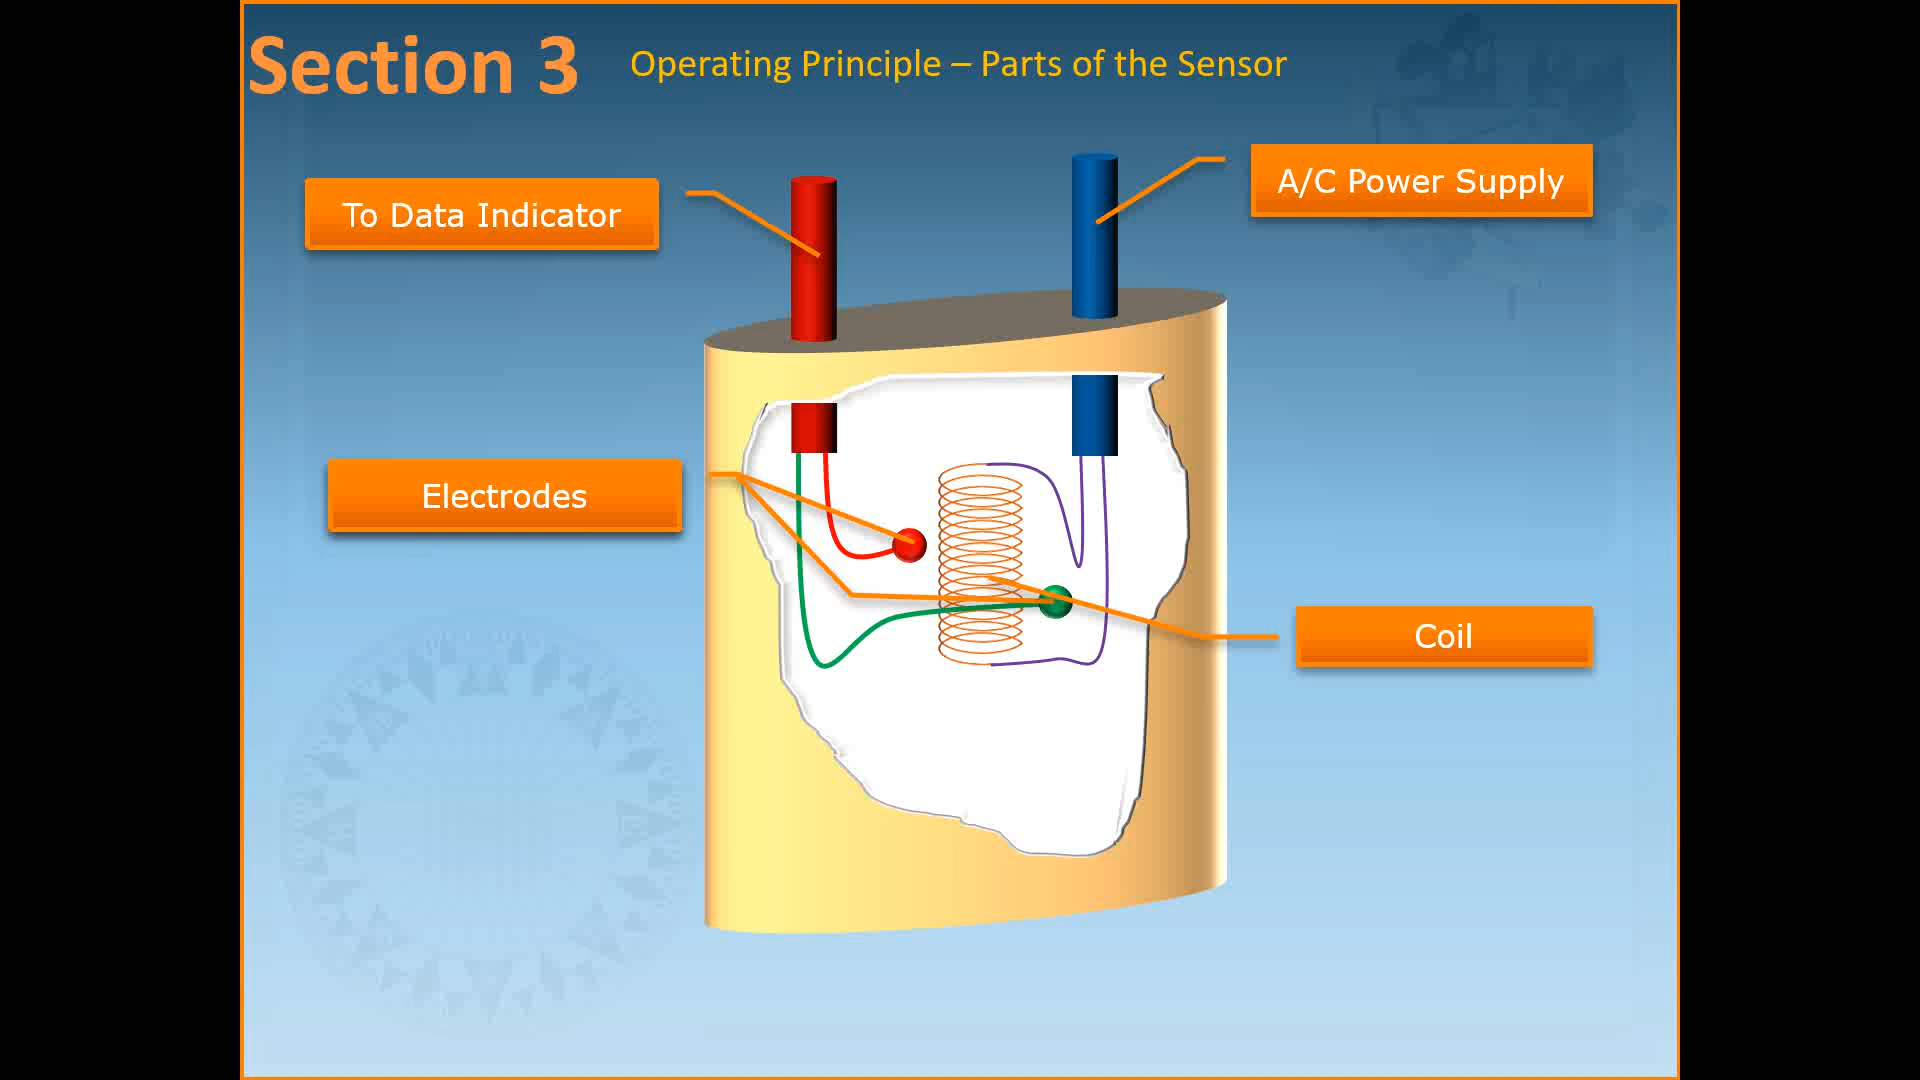 Section 3
Operating Principle – Parts of the Sensor
A/C Power Supply
To Data Indicator
Electrodes
Coil